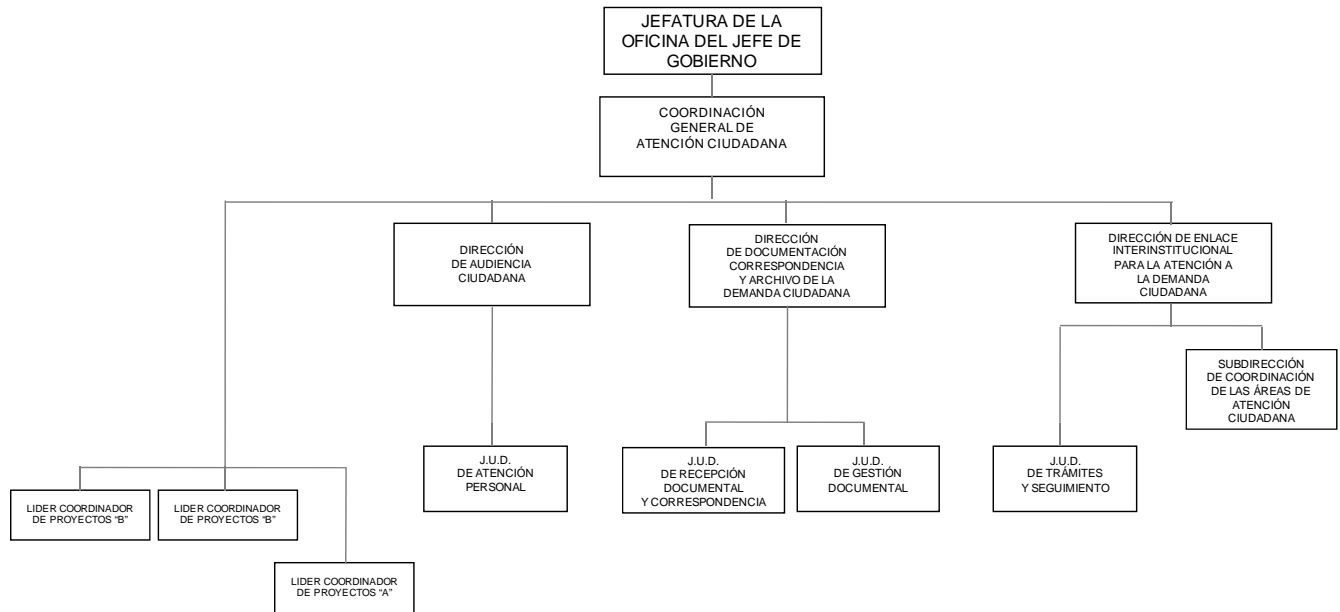 JEFATURA DE LA
OFICINA DEL JEFE DE
GOBIERNO
COORDINACIÓN
GENERAL DE
ATENCIÓN CIUDADANA
DIRECCIÓN
DE AUDIENCIA
CIUDADANA
DIRECCIÓN
DE DOCUMENTACIÓN
CORRESPONDENCIA
Y ARCHIVO DE LA
DEMANDA CIUDADANA
DIRECCIÓN DE ENLACE
INTERINSTITUCIONAL
PARA LA ATENCIÓN A
LA DEMANDA
CIUDADANA
SUBDIRECCIÓN
DE COORDINACIÓN
DE LAS ÁREAS DE
ATENCIÓN
CIUDADANA
J.U.D.
DE ATENCIÓN
PERSONAL
J.U.D.
DE RECEPCIÓN
DOCUMENTAL
Y CORRESPONDENCIA
J.U.D.
DE GESTIÓN
DOCUMENTAL
J.U.D.
DE TRÁMITES
Y SEGUIMIENTO
LIDER COORDINADOR
DE PROYECTOS “B”
LIDER COORDINADOR
DE PROYECTOS “B”
LIDER COORDINADOR
DE PROYECTOS “A”